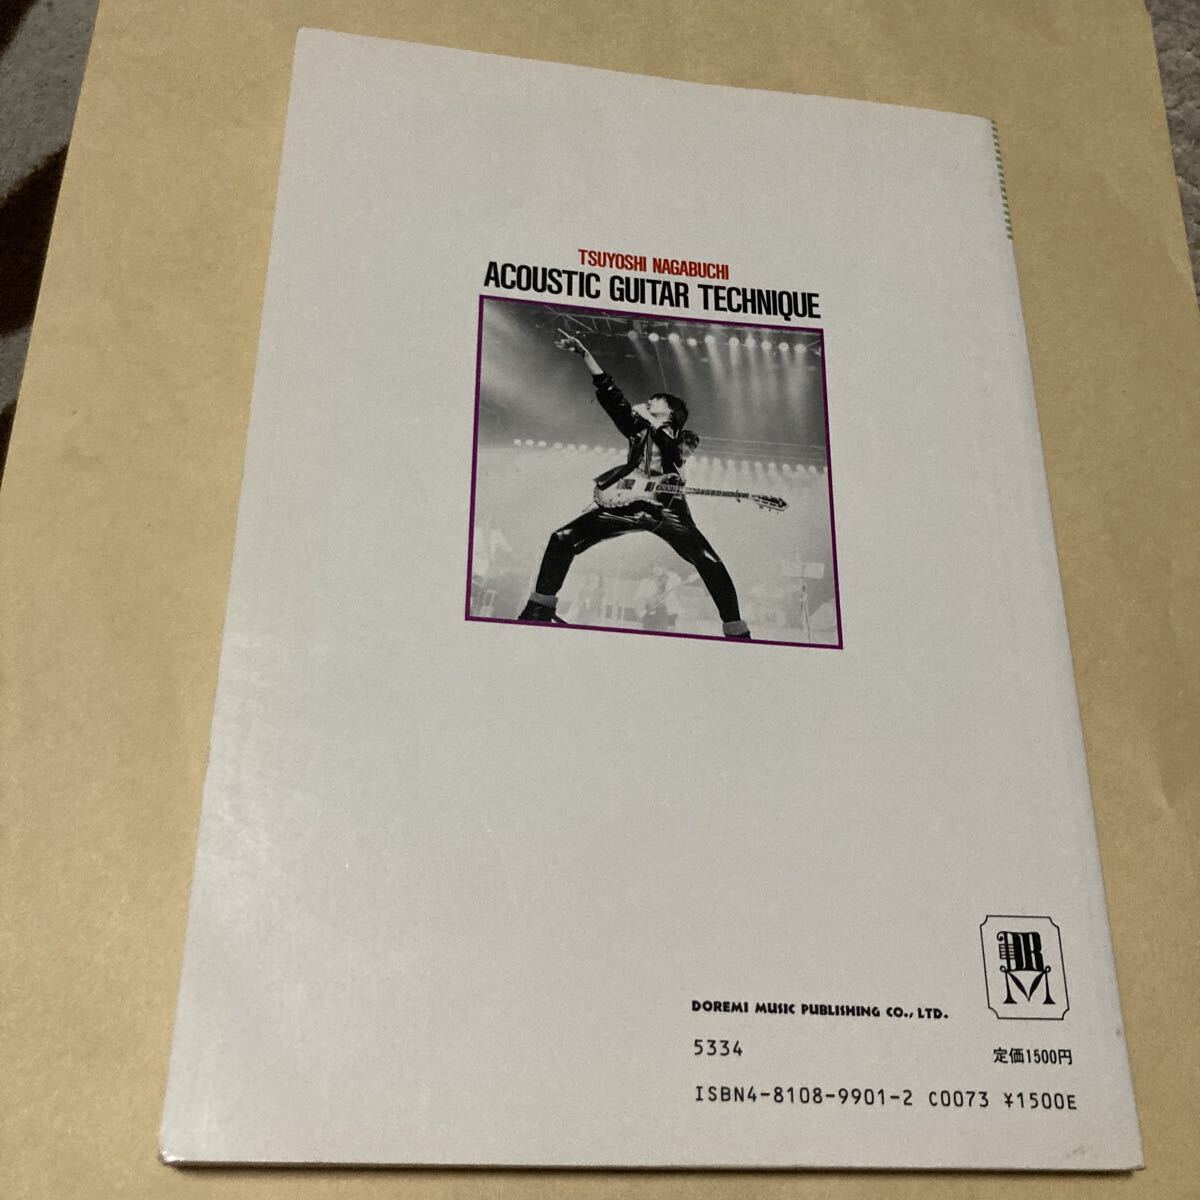 TSUYOSHI NAGABUCHI
ACOUSTIC GUITAR TECHNIQUE
DRM
DOREMI MUSIC PUBLISHING CO., LTD.
5334
定価1500円
ISBN4-8108-9901-2 C0073 ¥1500E